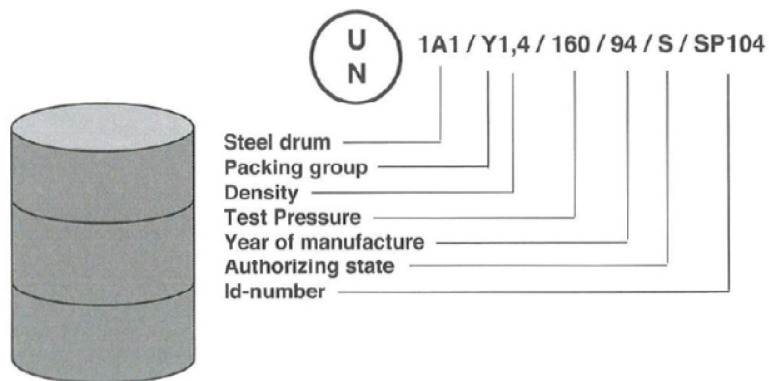 U
N
1A1 / Y1,4 / 160 / 94 / S / SP104
Steel drum
Packing group
Density
Test Pressure
Year of manufacture
Authorizing state
Id-number